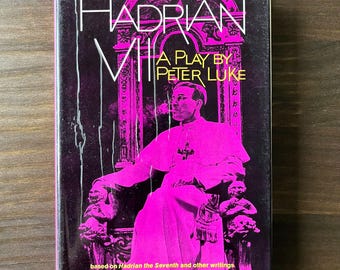 HADRIAN
VII
A PLAY BY
PETER LUKE
based on Hadrian the Seventh and other writings.